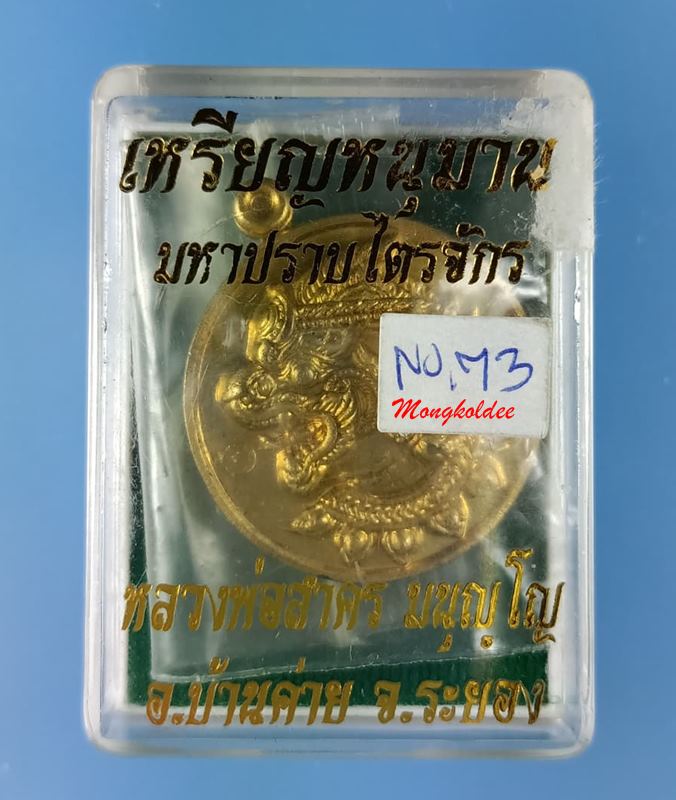 เหรียญหนุมาน
มหาปราบไตรจักร
NO.73
Mongkoldee
หลวงพ่อสาคร มนุญฺโญ
อ.บ้านค่าย จ.ระยอง